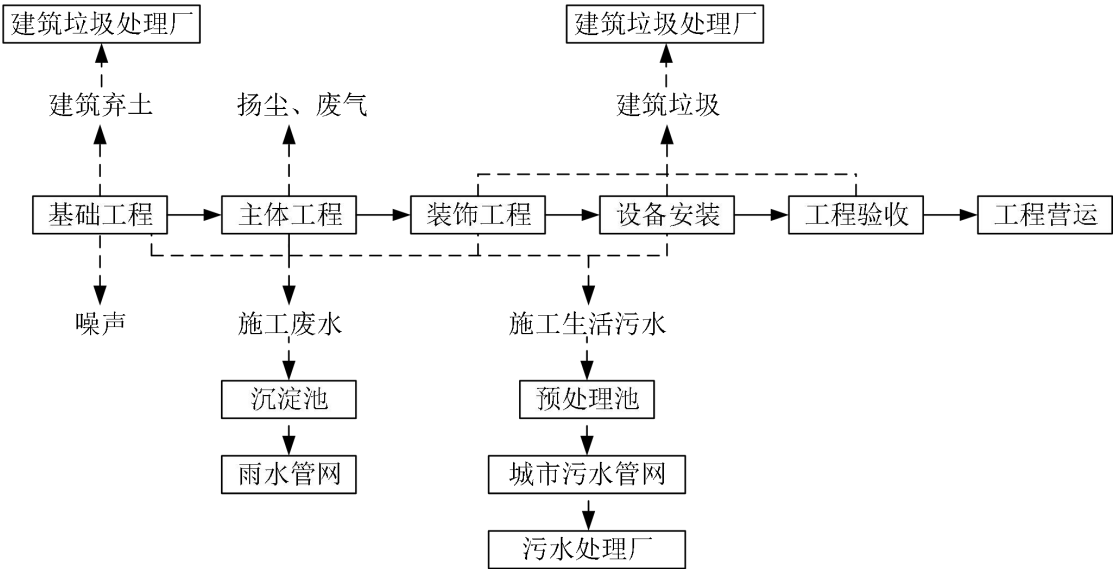 建筑垃圾处理厂
建筑垃圾处理厂
建筑弃土
扬尘、废气
建筑垃圾
基础工程
主体工程
装饰工程
设备安装
工程验收
工程营运
噪声
施工废水
施工生活污水
沉淀池
预处理池
雨水管网
城市污水管网
污水处理厂